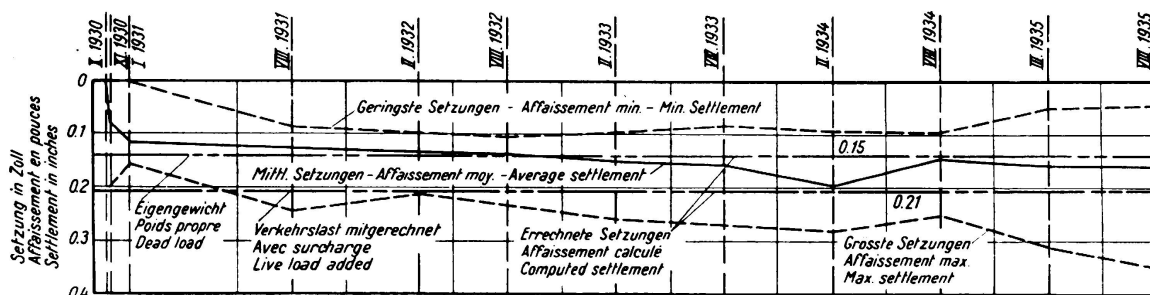 X. 1930
XI. 1930
I. 1931
VIII. 1931
II. 1932
VIII. 1932
II. 1933
VIII. 1933
II. 1934
VIII. 1934
III. 1935
VIII. 1935
Setzung in Zoll
Affaissement en pouces
Settlement in inches
0
0.1
0.2
0.3
0.4
Geringste Setzungen - Affaissement min. - Min. Settlement
0.15
Mittl. Setzungen - Affaissement moy. - Average settlement
0.21
Eigengewicht
Poids propre
Dead load
Verkehrslast mitgerechnet
Avec surcharge
Live load added
Errechnete Setzungen
Affaissement calculé
Computed settlement
Grosste Setzungen
Affaissement max.
Max. settlement